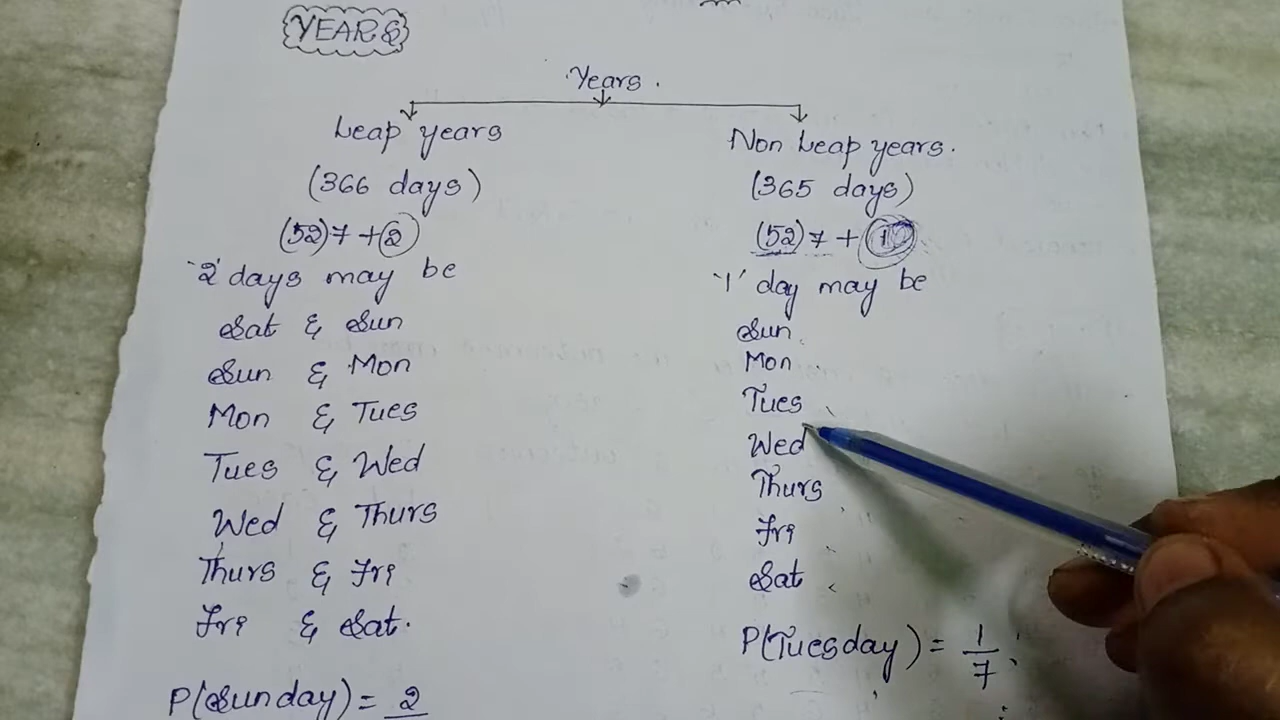 YEARS
Years.
Leap years
(366 days)
(52)7 + 2
'2' days may be
Sat & Sun
Sun & Mon
Mon & Tues
Tues & Wed
Wed & Thurs
Thurs & Fri
Fri & Sat.
P(Sunday) = 2
Non Leap years.
(365 days)
(52) 7 + 1
'1' day may be
Sun
Mon
Tues
Wed
Thurs
Fri
Sat
P(Tuesday) = 1/7